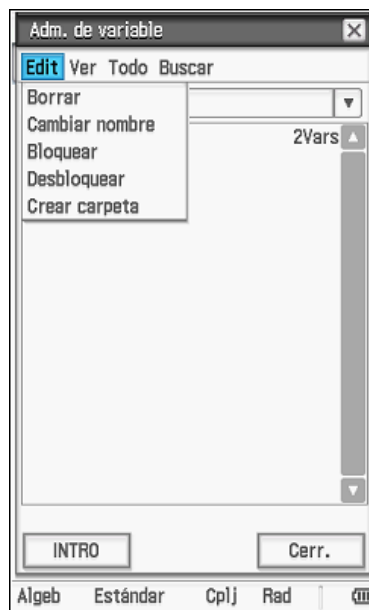 Adm. de variable
Edit Ver Todo Buscar
Borrar
Cambiar nombre
Bloquear
Desbloquear
Crear carpeta
2Vars
INTRO Cerr.
Algeb Estándar Cplj Rad